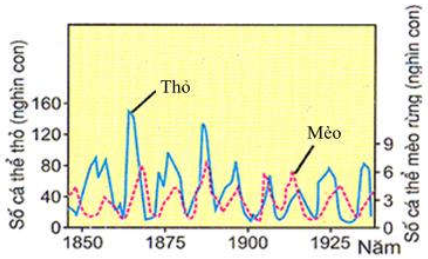 Số cá thể thỏ (nghìn con)
160
120
80
40
0
Thỏ
Mèo
9
6
3
0
Số cá thể mèo rừng (nghìn con)
1850
1875
1900
1925
Năm